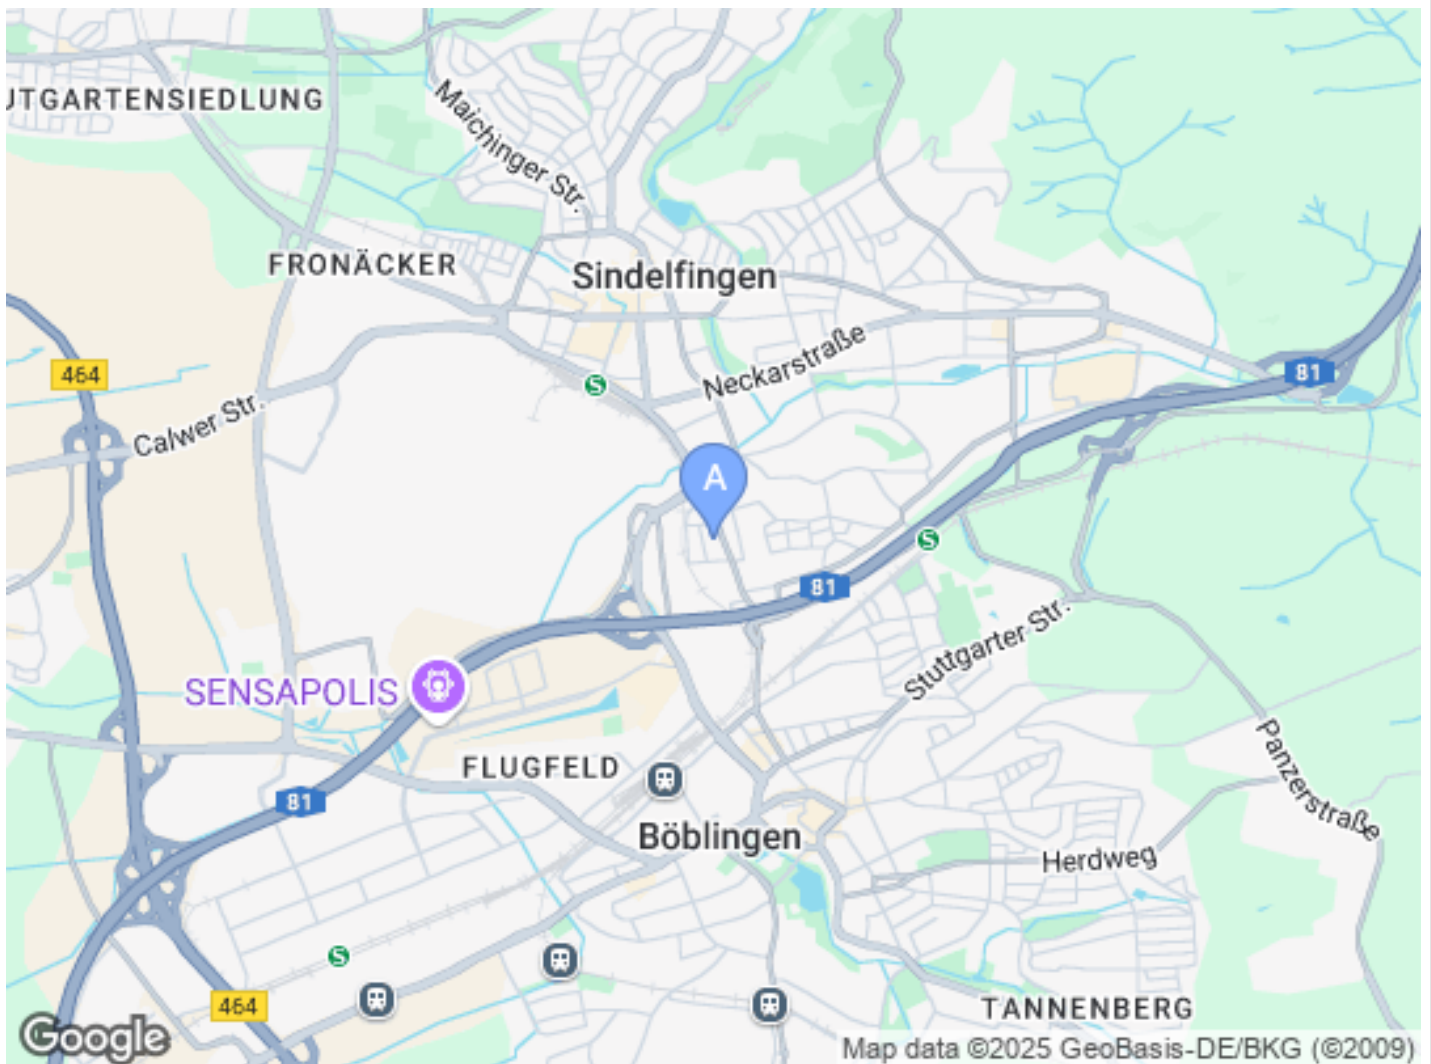 UTGARTENSIEDLUNG
Maichinger Str.
FRONÄCKER
Sindelfingen
Neckarstraße
81
464
Calwer Str.
S
A
S
81
Stuttgarter Str.
SENSAPOLIS
Panzerstraße
FLUGFELD
81
Böblingen
Herdweg
S
464
TANNENBERG
Google
Map data ©2025 GeoBasis-DE/BKG (©2009)